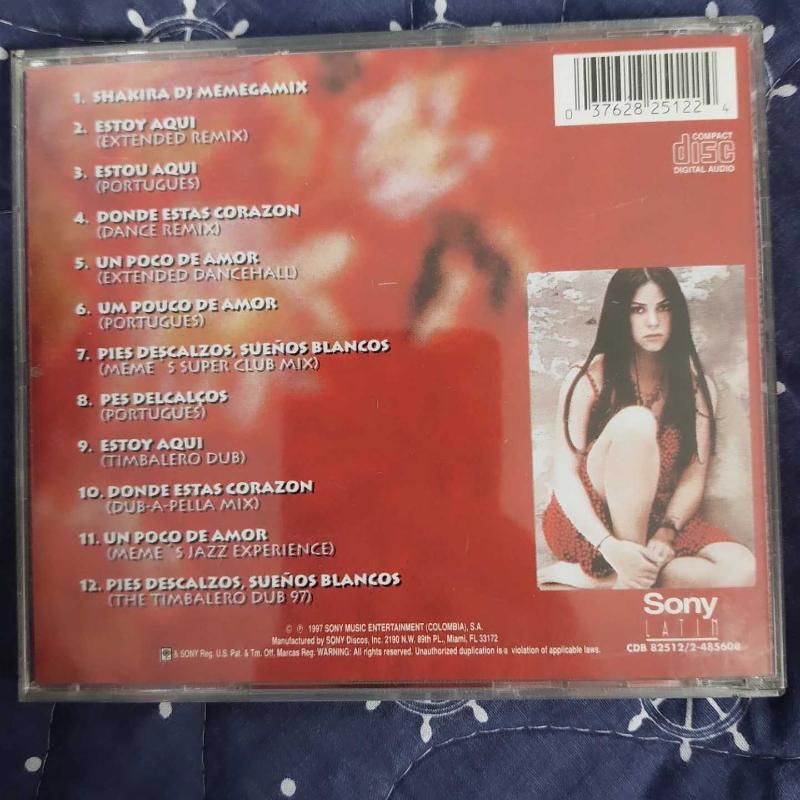 1. SHAKIRA DJ MEMEGAMIX
2. ESTOY AQUI
(EXTENDED REMIX)
3. ESTOU AQUI
(PORTUGUES)
4. DONDE ESTAS CORAZON
(DANCE REMIX)
5. UN POCO DE AMOR
(EXTENDED DANCEHALL)
6. UM POUCO DE AMOR
(PORTUGUES)
7. PIES DESCALZOS, SUEÑOS BLANCOS
(MEME´S SUPER CLUB MIX)
8. PES DELCALÇOS
(PORTUGUES)
9. ESTOY AQUI
(TIMBALERO DUB)
10. DONDE ESTAS CORAZON
(DUB-A-PELLA MIX)
11. UN POCO DE AMOR
(MEME´S JAZZ EXPERIENCE)
12. PIES DESCALZOS, SUEÑOS BLANCOS
(THE TIMBALERO DUB 97)
0 37628 25122 4
COMPACT
disc
DIGITAL AUDIO
Sony
LATIN
CDB 82512/2-485608
© ℗ 1997 SONY MUSIC ENTERTAINMENT (COLOMBIA), S.A.
Manufactured by SONY Discos, Inc. 2190 N.W. 89th PL., Miami, FL 33172
& SONY Reg. U.S. Pat. & Tm. Off. Marcas Reg. WARNING: All rights reserved. Unauthorized duplication is a violation of applicable laws.